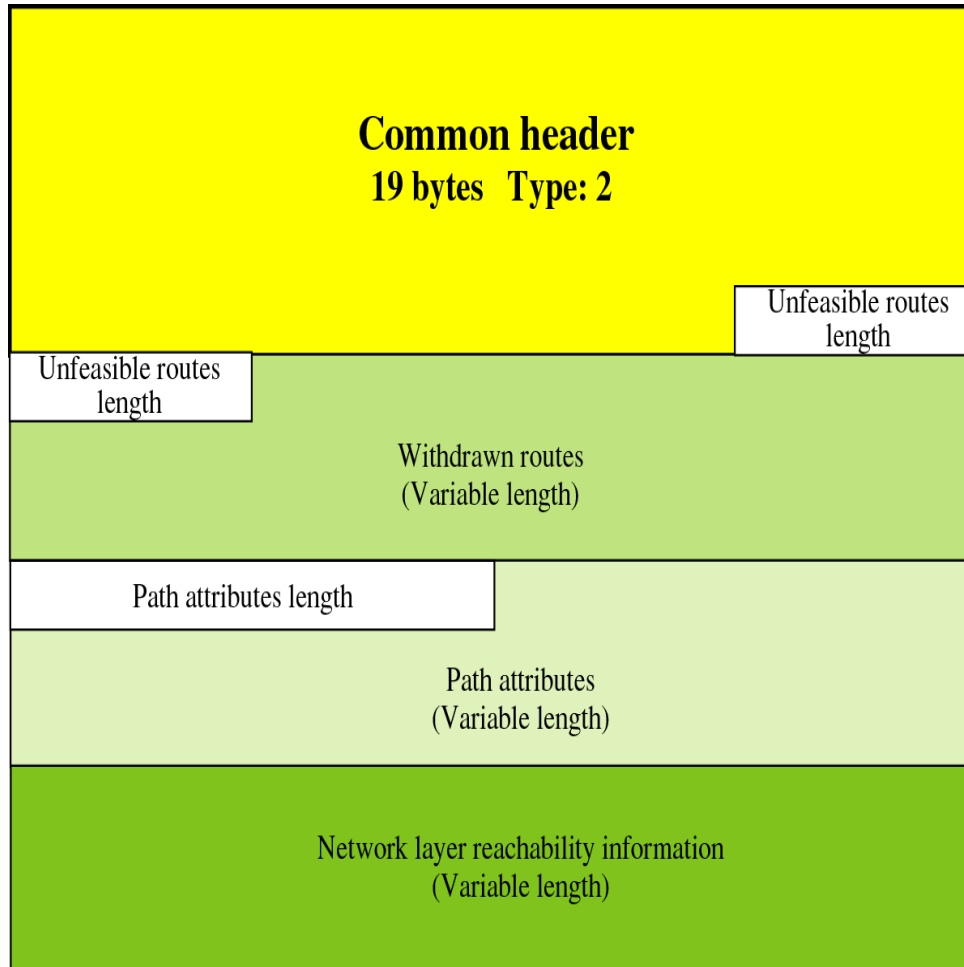 Common header
19 bytes Type: 2
Unfeasible routes
length
Unfeasible routes
length
Withdrawn routes
(Variable length)
Path attributes length
Path attributes
(Variable length)
Network layer reachability information
(Variable length)